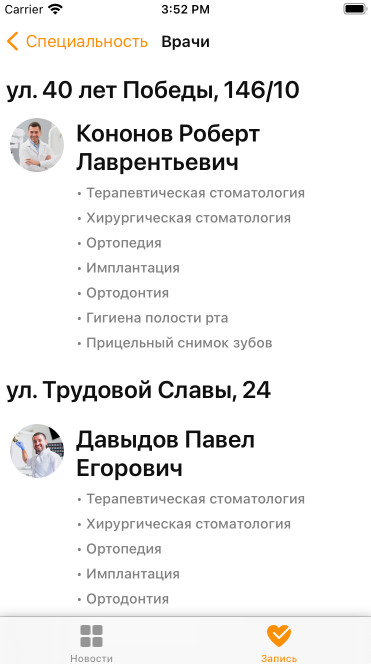 Carrier 3:52 PM
Специальность Врачи
ул. 40 лет Победы, 146/10
Кононов Роберт
Лаврентьевич
• Терапевтическая стоматология
• Хирургическая стоматология
• Ортопедия
• Имплантация
• Ортодонтия
• Гигиена полости рта
• Прицельный снимок зубов
ул. Трудовой Славы, 24
Давыдов Павел
Егорович
• Терапевтическая стоматология
• Хирургическая стоматология
• Ортопедия
• Имплантация
• Ортодонтия
Новости Запись